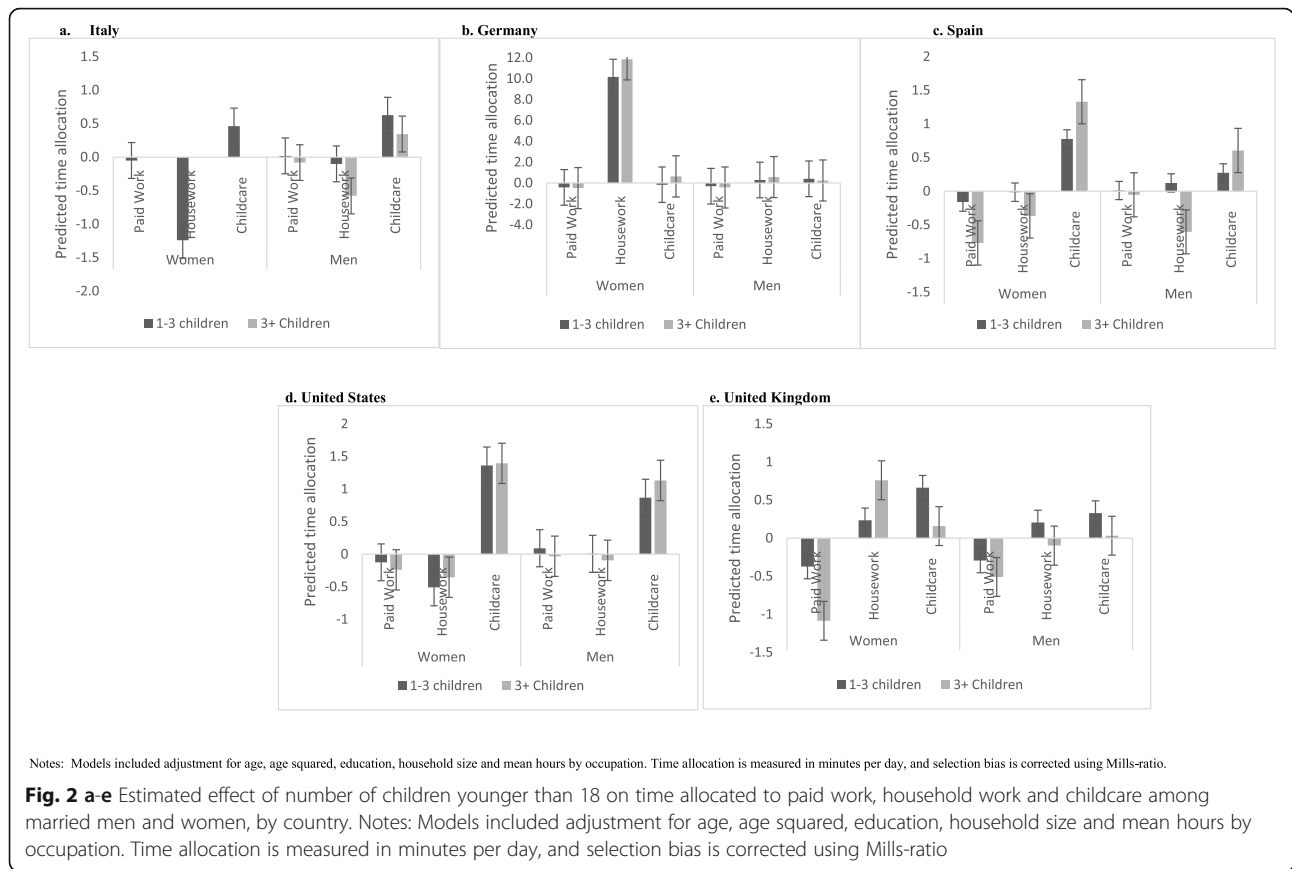 a. Italy
Predicted time allocation
1.5
1.0
0.5
0.0
-0.5
-1.0
-1.5
-2.0
Paid Work
Housework
Childcare
Paid Work
Housework
Childcare
Women
Men
1-3 children
3+ Children
b. Germany
Predicted time allocation
12.0
10.0
8.0
6.0
4.0
2.0
0.0
-2.0
-4.0
Paid Work
Housework
Childcare
Paid Work
Housework
Childcare
Women
Men
1-3 children
3+ Children
c. Spain
Predicted time allocation
2
1.5
1
0.5
0
-0.5
-1
-1.5
Paid Work
Housework
Childcare
Paid Work
Housework
Childcare
Women
Men
1-3 children
3+ Children
d. United States
Predicted time allocation
2
1.5
1
0.5
0
-0.5
-1
Paid Work
Housework
Childcare
Paid Work
Housework
Childcare
Women
Men
1-3 children
3+ Children
e. United Kingdom
Predicted time allocation
1.5
1
0.5
0
-0.5
-1
-1.5
Paid Work
Housework
Childcare
Paid Work
Housework
Childcare
Women
Men
1-3 children
3+ Children
Notes: Models included adjustment for age, age squared, education, household size and mean hours by occupation. Time allocation is measured in minutes per day, and selection bias is corrected using Mills-ratio.
Fig. 2 a-e Estimated effect of number of children younger than 18 on time allocated to paid work, household work and childcare among
married men and women, by country. Notes: Models included adjustment for age, age squared, education, household size and mean hours by
occupation. Time allocation is measured in minutes per day, and selection bias is corrected using Mills-ratio